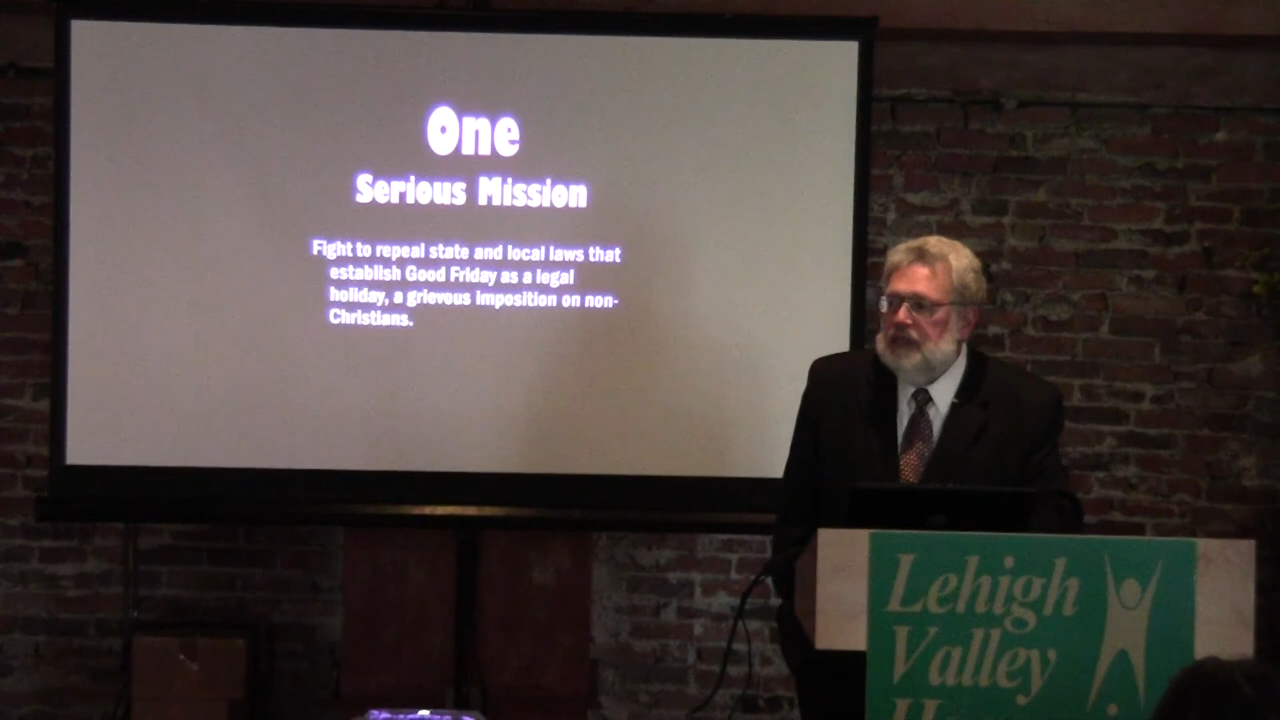 One
Serious Mission
Fight to repeal state and local laws that
establish Good Friday as a legal
holiday, a grievous imposition on non-
Christians.
Lehigh
Valley